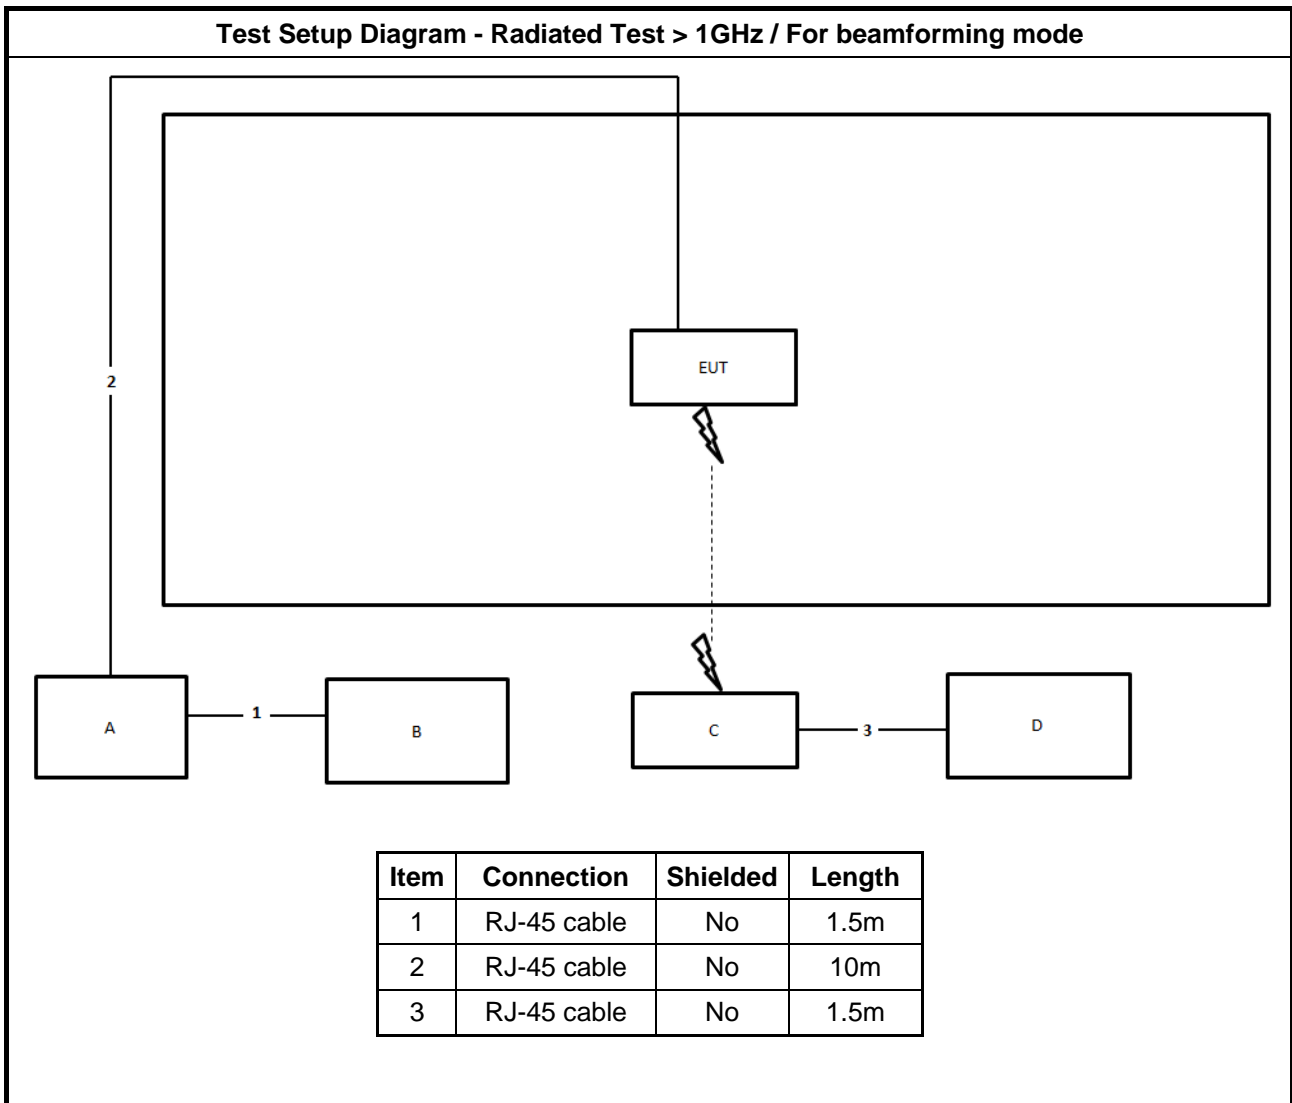 Test Setup Diagram - Radiated Test > 1GHz / For beamforming mode
2
EUT
A
1
B
C
3
D
Item Connection Shielded Length
1 RJ-45 cable No 1.5m
2 RJ-45 cable No 10m
3 RJ-45 cable No 1.5m